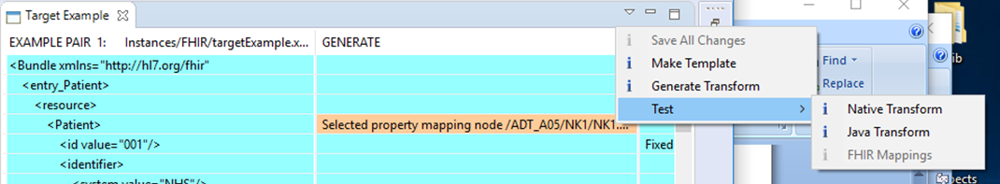 Target Example
EXAMPLE PAIR 1: Instances/FHIR/targetExample.x... GENERATE
<Bundle xmlns="http://hl7.org/fhir"
<entry_Patient>
<resource>
<Patient> Selected property mapping node /ADT_A05/NK1/NK1....
<id value="001"/> Fixed
<identifier>
<system value="NHS"/>
Save All Changes
Make Template
Generate Transform
Test
Native Transform
Java Transform
FHIR Mappings
Find
Replace